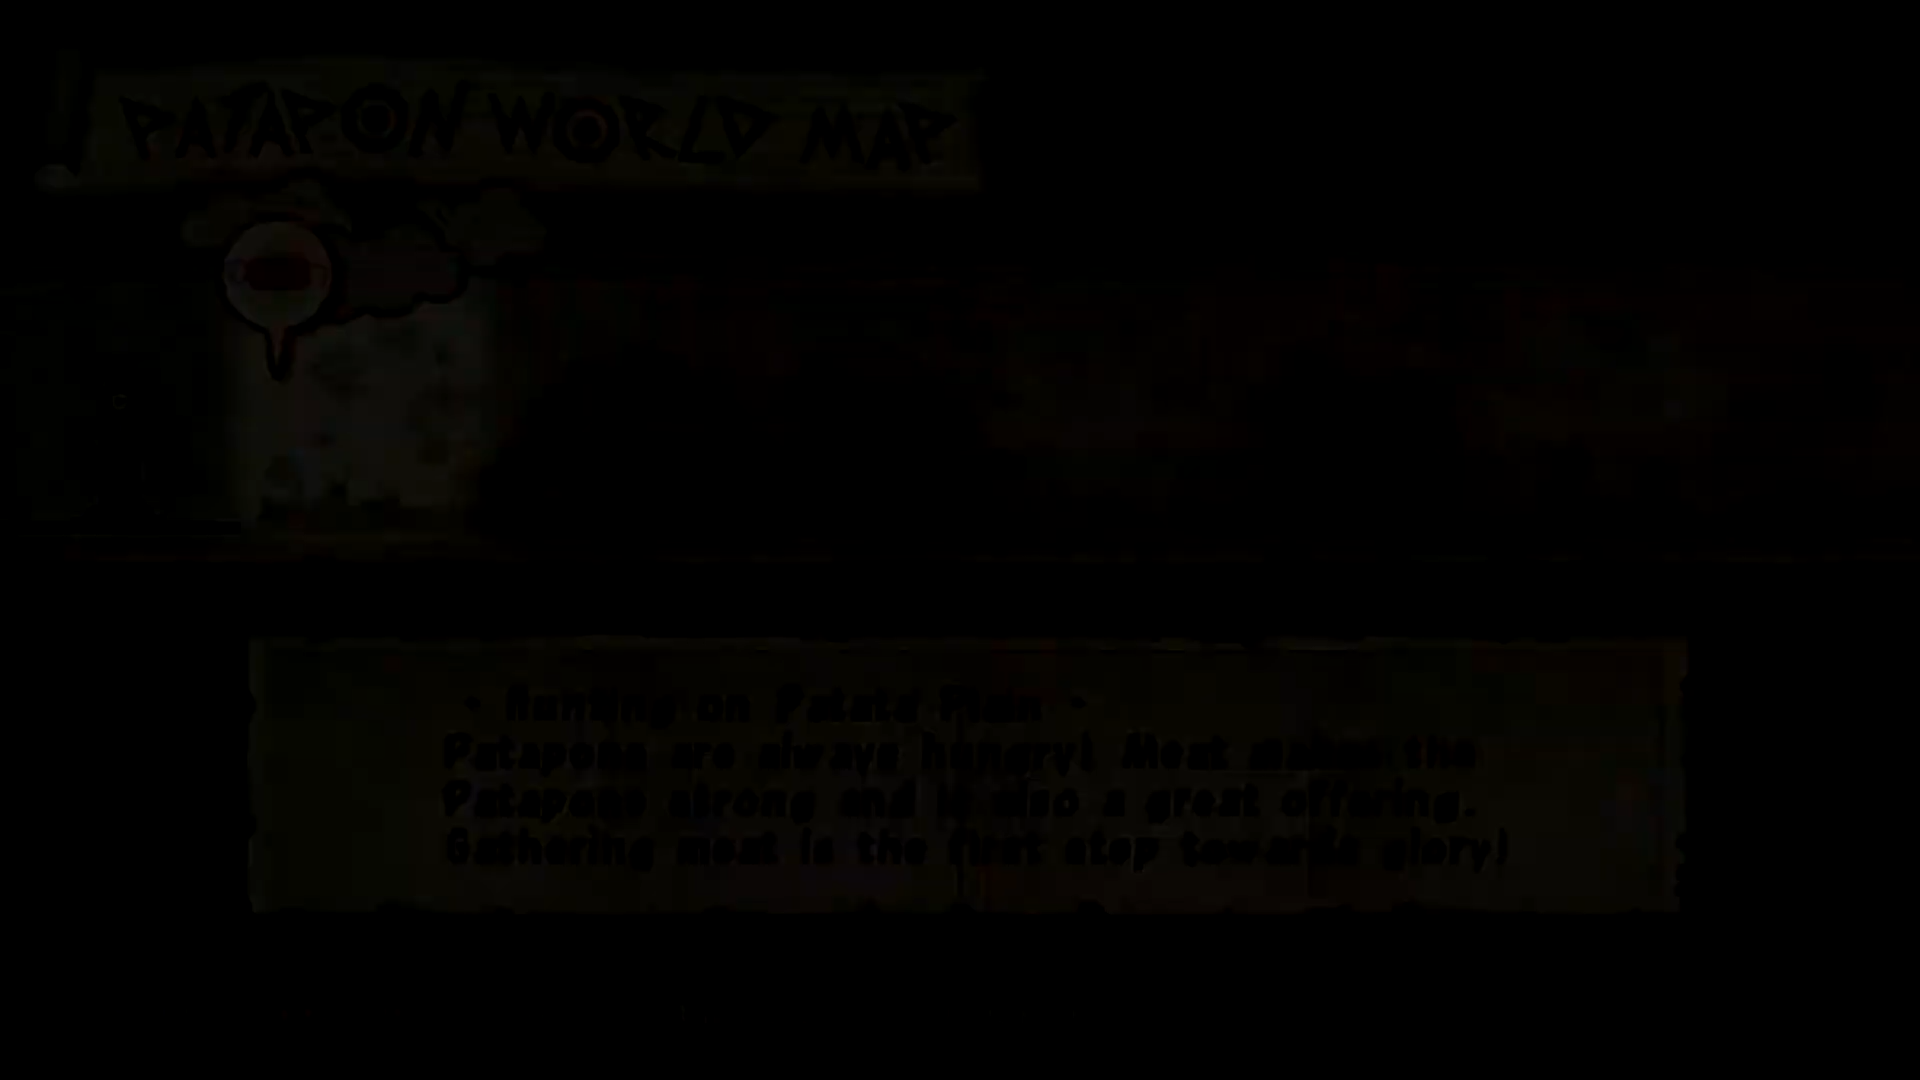 PATAPON WORLD MAP
- Hunting on Patata Plain -
Patapons are always hungry! Meat makes the
Patapons strong and is also a great offering.
Gathering meat is the first step towards glory!